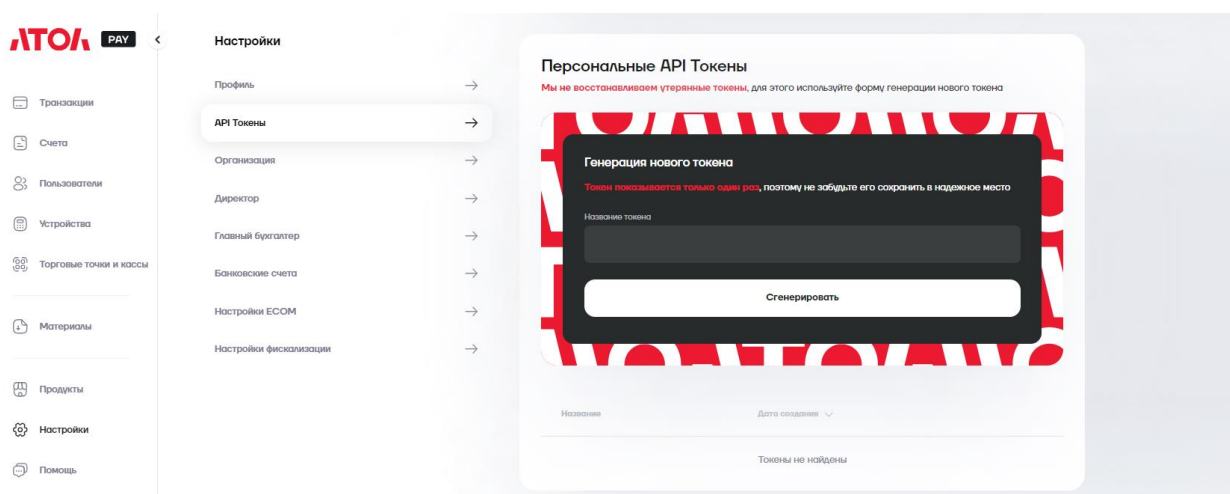 АТОЛ PAY
Транзакции
Счета
Пользователи
Устройства
Торговые точки и кассы
Материалы
Продукты
Настройки
Помощь
Настройки
Профиль
API Токены
Организация
Директор
Главный бухгалтер
Банковские счета
Настройки ECOM
Настройки фискализации
Персональные API Токены
Мы не восстанавливаем утерянные токены, для этого используйте форму генерации нового токена
Генерация нового токена
Токен показывается только один раз, поэтому не забудьте его сохранить в надежное место
Название токена
Сгенерировать
Название Дата создания
Токены не найдены